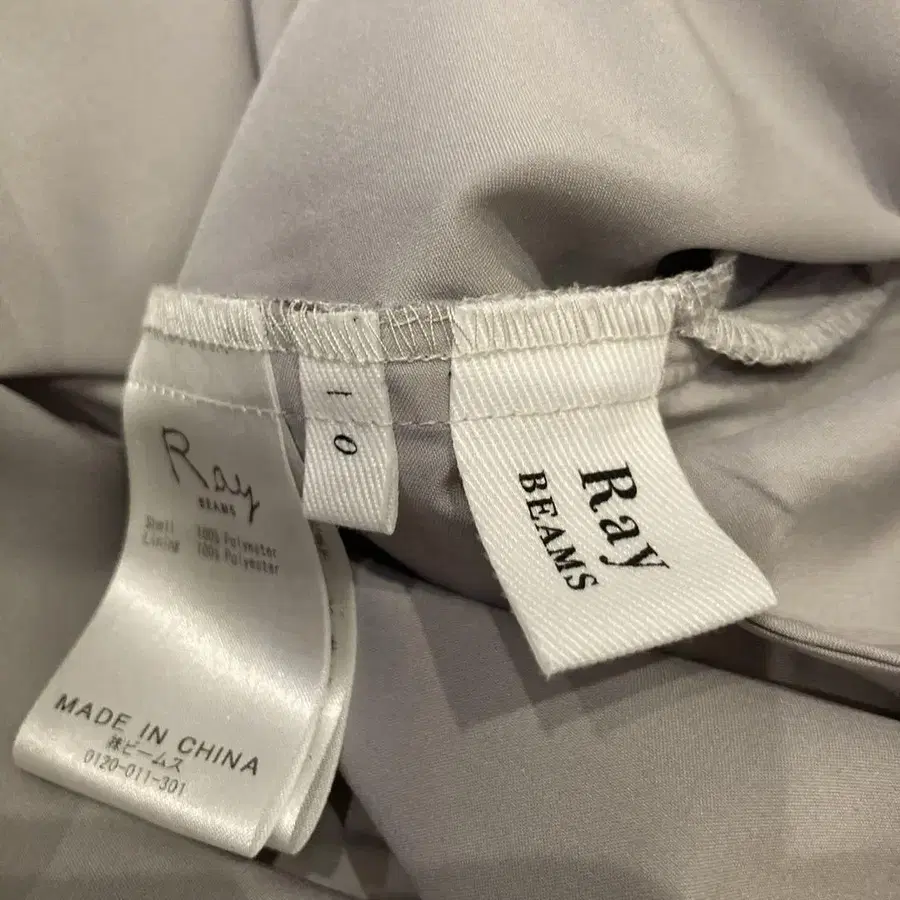 Ray
BEAMS
Shell : 100% Polyester
Lining : 100% Polyester
MADE IN CHINA
㈱ビームス
0120-011-301
1
0
Ray
BEAMS